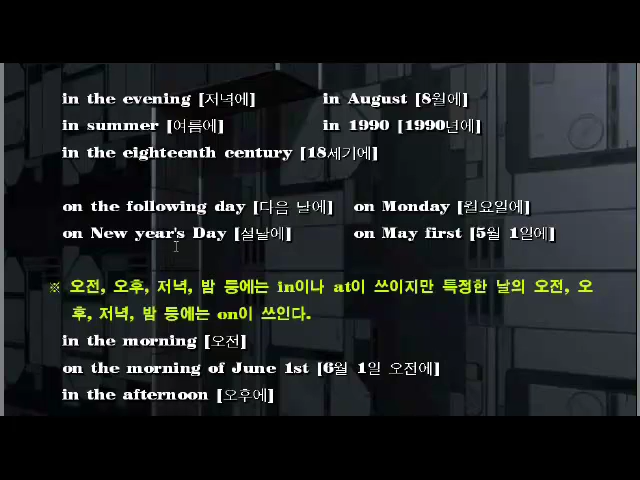 in the evening [저녁에] in August [8월에]
in summer [여름에] in 1990 [1990년에]
in the eighteenth century [18세기에]
on the following day [다음 날에] on Monday [월요일에]
on New year's Day [설날에] on May first [5월 1일에]
※ 오전, 오후, 저녁, 밤 등에는 in이나 at이 쓰이지만 특정한 날의 오전, 오
후, 저녁, 밤 등에는 on이 쓰인다.
in the morning [오전]
on the morning of June 1st [6월 1일 오전에]
in the afternoon [오후에]